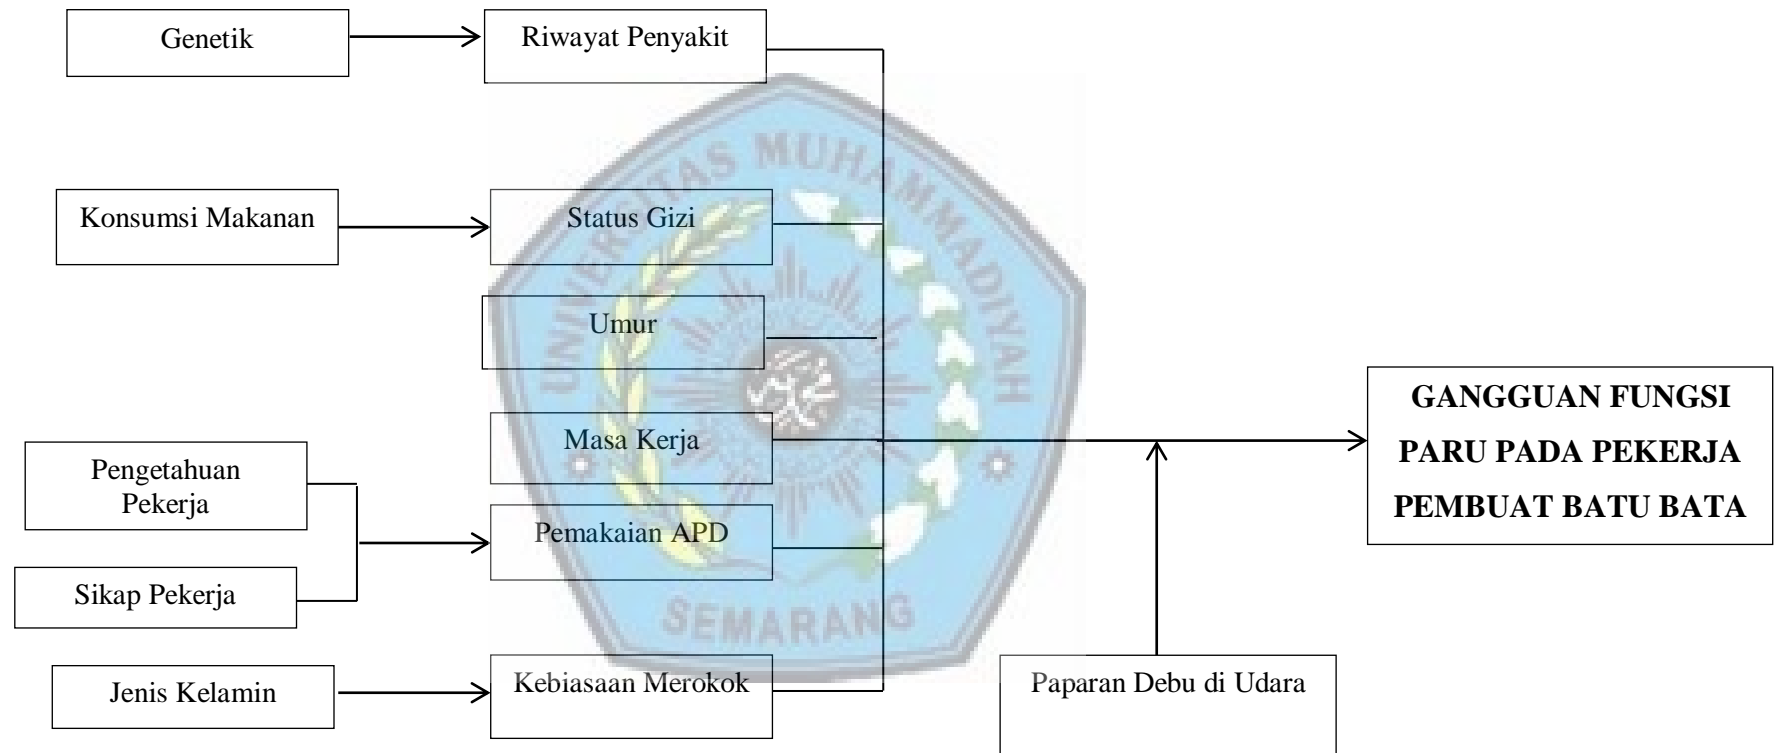 Genetik
Riwayat Penyakit
UNIVERSITAS MUHAMMADIYAH
Konsumsi Makanan
Status Gizi
Umur
Masa Kerja
Pengetahuan
Pekerja
Pemakaian APD
Sikap Pekerja
SEMARANG
Jenis Kelamin
Kebiasaan Merokok
Paparan Debu di Udara
GANGGUAN FUNGSI
PARU PADA PEKERJA
PEMBUAT BATU BATA